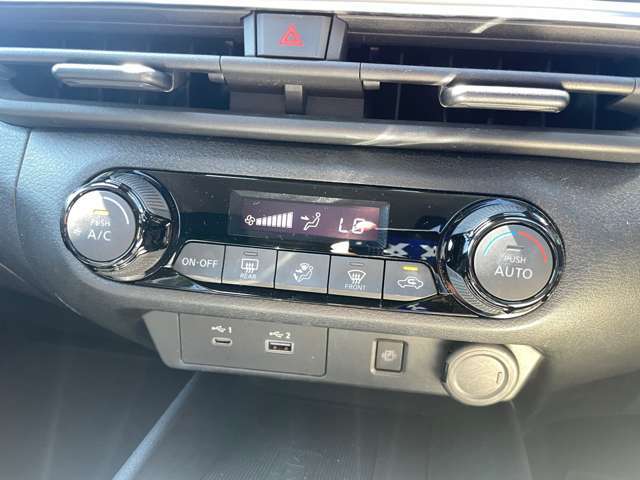 PUSH
A/C
LO
ON·OFF
REAR
FRONT
PUSH
AUTO
1
2